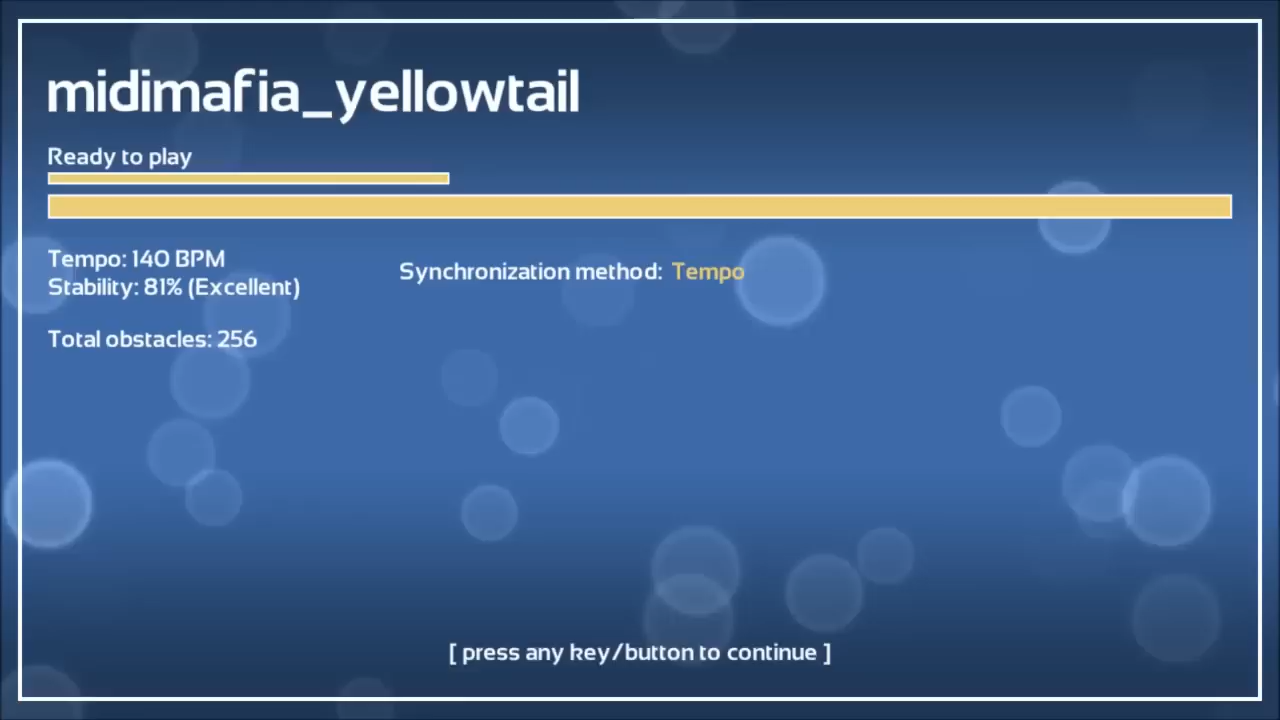 midimafia_yellowtail
Ready to play
Tempo: 140 BPM
Stability: 81% (Excellent)
Synchronization method: Tempo
Total obstacles: 256
[ press any key/button to continue ]